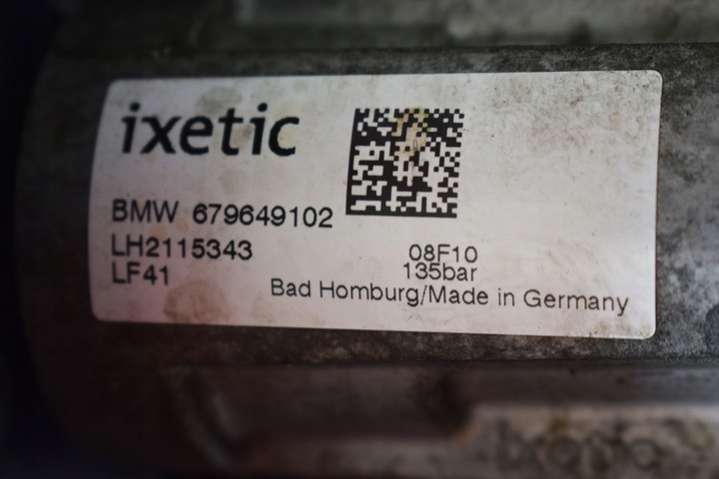 ixetic
BMW 679649102
LH2115343
08F10
LF41
135bar
Bad Homburg/Made in Germany